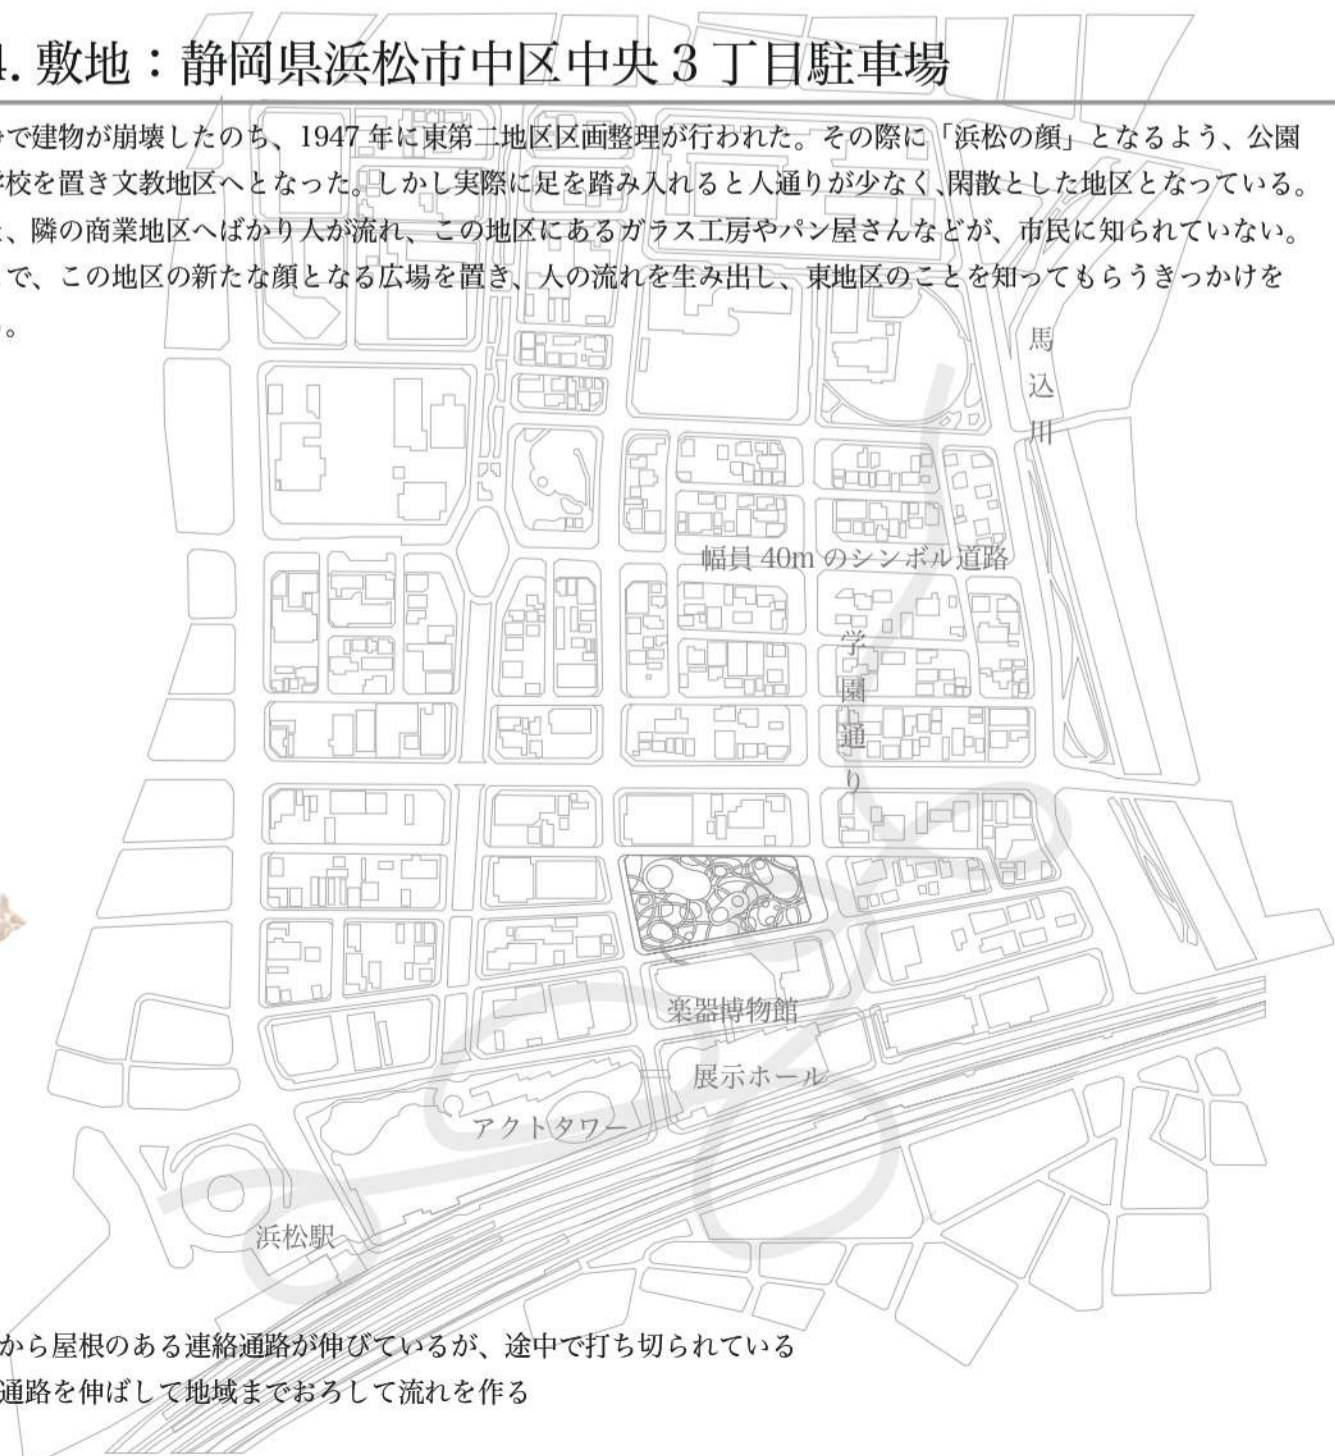 4. 敷地：静岡県浜松市中区中央３丁目駐車場
で建物が崩壊したのち、1947 年に東第二地区区画整理が行われた。その際に「浜松の顔」となるよう、公園
学校を置き文教地区へとなった。しかし実際に足を踏み入れると人通りが少なく、閑散とした地区となっている。
、隣の商業地区へばかり人が流れ、この地区にあるガラス工房やパン屋さんなどが、市民に知られていない。
で、この地区の新たな顔となる広場を置き、人の流れを生み出し、東地区のことを知ってもらうきっかけを
。
馬込川
幅員 40m のシンボル道路
学園通り
楽器博物館
展示ホール
アクトタワー
浜松駅
から屋根のある連絡通路が伸びているが、途中で打ち切られている
通路を伸ばして地域までおろして流れを作る